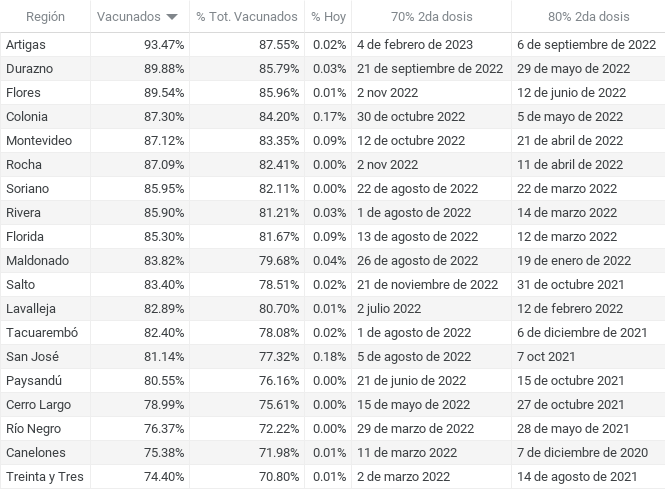 Región Vacunados % Tot. Vacunados % Hoy 70% 2da dosis 80% 2da dosis
Artigas 93.47% 87.55% 0.02% 4 de febrero de 2023 6 de septiembre de 2022
Durazno 89.88% 85.79% 0.03% 21 de septiembre de 2022 29 de mayo de 2022
Flores 89.54% 85.96% 0.01% 2 nov 2022 12 de junio de 2022
Colonia 87.30% 84.20% 0.17% 30 de octubre de 2022 5 de mayo de 2022
Montevideo 87.12% 83.35% 0.09% 12 de octubre de 2022 21 de abril de 2022
Rocha 87.09% 82.41% 0.00% 2 nov 2022 11 de abril de 2022
Soriano 85.95% 82.11% 0.00% 22 de agosto de 2022 22 de marzo 2022
Rivera 85.90% 81.21% 0.03% 1 de agosto de 2022 14 de marzo 2022
Florida 85.30% 81.67% 0.09% 13 de agosto de 2022 12 de marzo 2022
Maldonado 83.82% 79.68% 0.04% 26 de agosto de 2022 19 de enero de 2022
Salto 83.40% 78.51% 0.02% 21 de noviembre de 2022 31 de octubre 2021
Lavalleja 82.89% 80.70% 0.01% 2 julio 2022 12 de febrero 2022
Tacuarembó 82.40% 78.08% 0.02% 1 de agosto de 2022 6 de diciembre de 2021
San José 81.14% 77.32% 0.18% 5 de agosto de 2022 7 oct 2021
Paysandú 80.55% 76.16% 0.00% 21 de junio de 2022 15 de octubre 2021
Cerro Largo 78.99% 75.61% 0.00% 15 de mayo de 2022 27 de octubre 2021
Río Negro 76.37% 72.22% 0.00% 29 de marzo de 2022 28 de mayo de 2021
Canelones 75.38% 71.98% 0.01% 11 de marzo de 2022 7 de diciembre de 2020
Treinta y Tres 74.40% 70.80% 0.01% 2 de marzo de 2022 14 de agosto de 2021